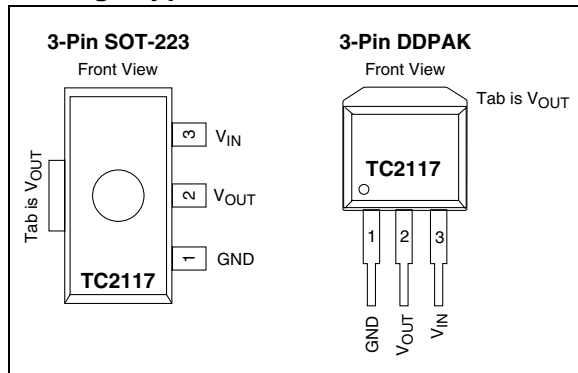 3-Pin SOT-223
Front View
Tab is VOUT
3 VIN
2 VOUT
1 GND
TC2117
3-Pin DDPAK
Front View
Tab is VOUT
TC2117
1 2 3
GND VOUT VIN